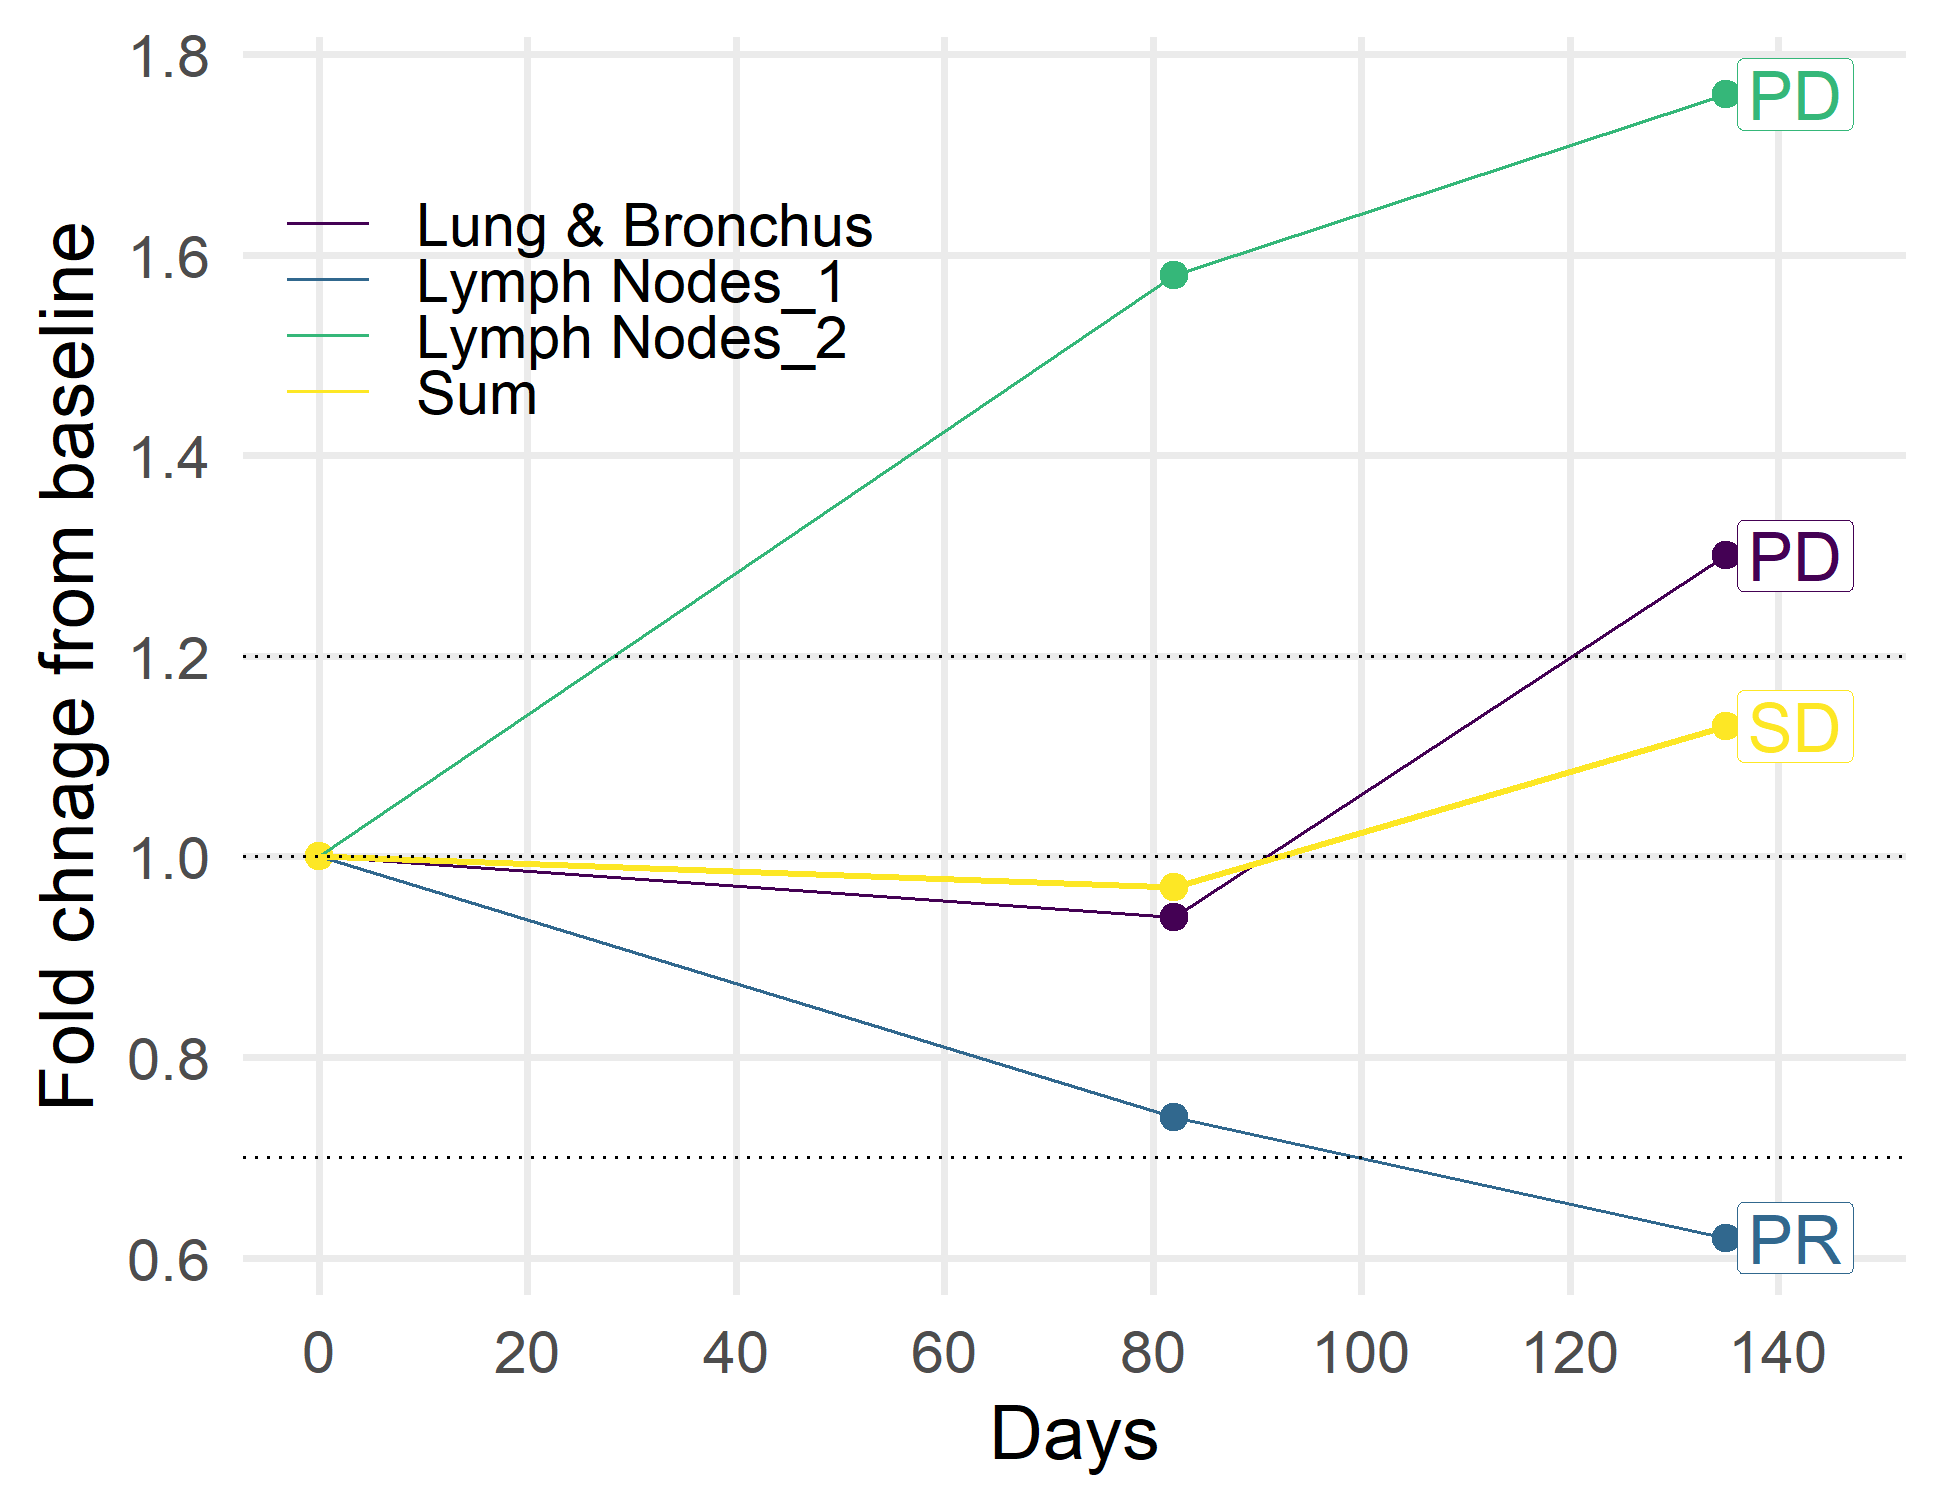 Fold chnage from baseline
1.8
1.6
1.4
1.2
1.0
0.8
0.6
Lung & Bronchus
Lymph Nodes_1
Lymph Nodes_2
Sum
PD
PD
SD
PR
0 20 40 60 80 100 120 140
Days